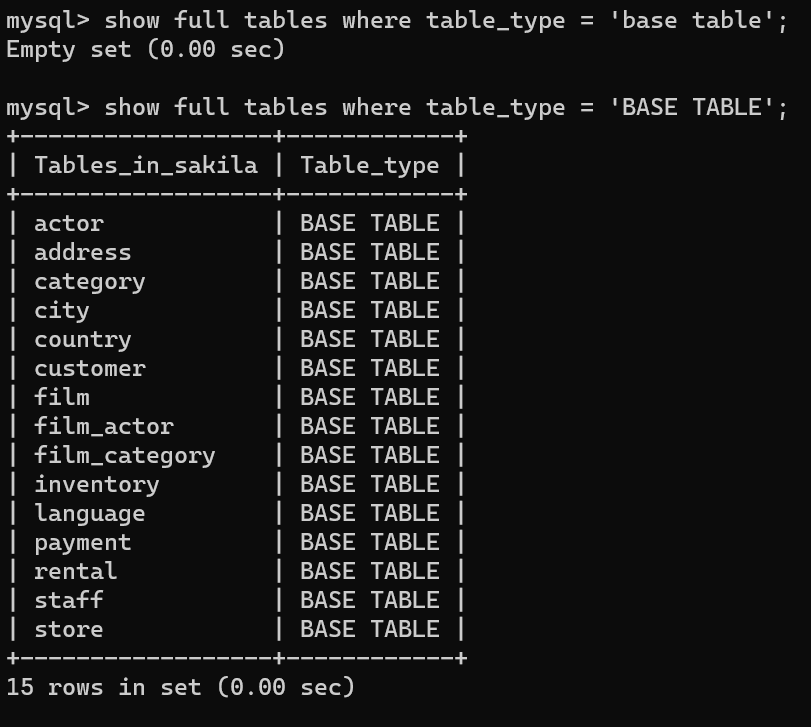 mysql> show full tables where table_type = 'base table';
Empty set (0.00 sec)

mysql> show full tables where table_type = 'BASE TABLE';
+------------------+------------+
| Tables_in_sakila | Table_type |
+------------------+------------+
| actor            | BASE TABLE |
| address          | BASE TABLE |
| category         | BASE TABLE |
| city             | BASE TABLE |
| country          | BASE TABLE |
| customer         | BASE TABLE |
| film             | BASE TABLE |
| film_actor       | BASE TABLE |
| film_category    | BASE TABLE |
| inventory        | BASE TABLE |
| language         | BASE TABLE |
| payment          | BASE TABLE |
| rental           | BASE TABLE |
| staff            | BASE TABLE |
| store            | BASE TABLE |
+------------------+------------+
15 rows in set (0.00 sec)